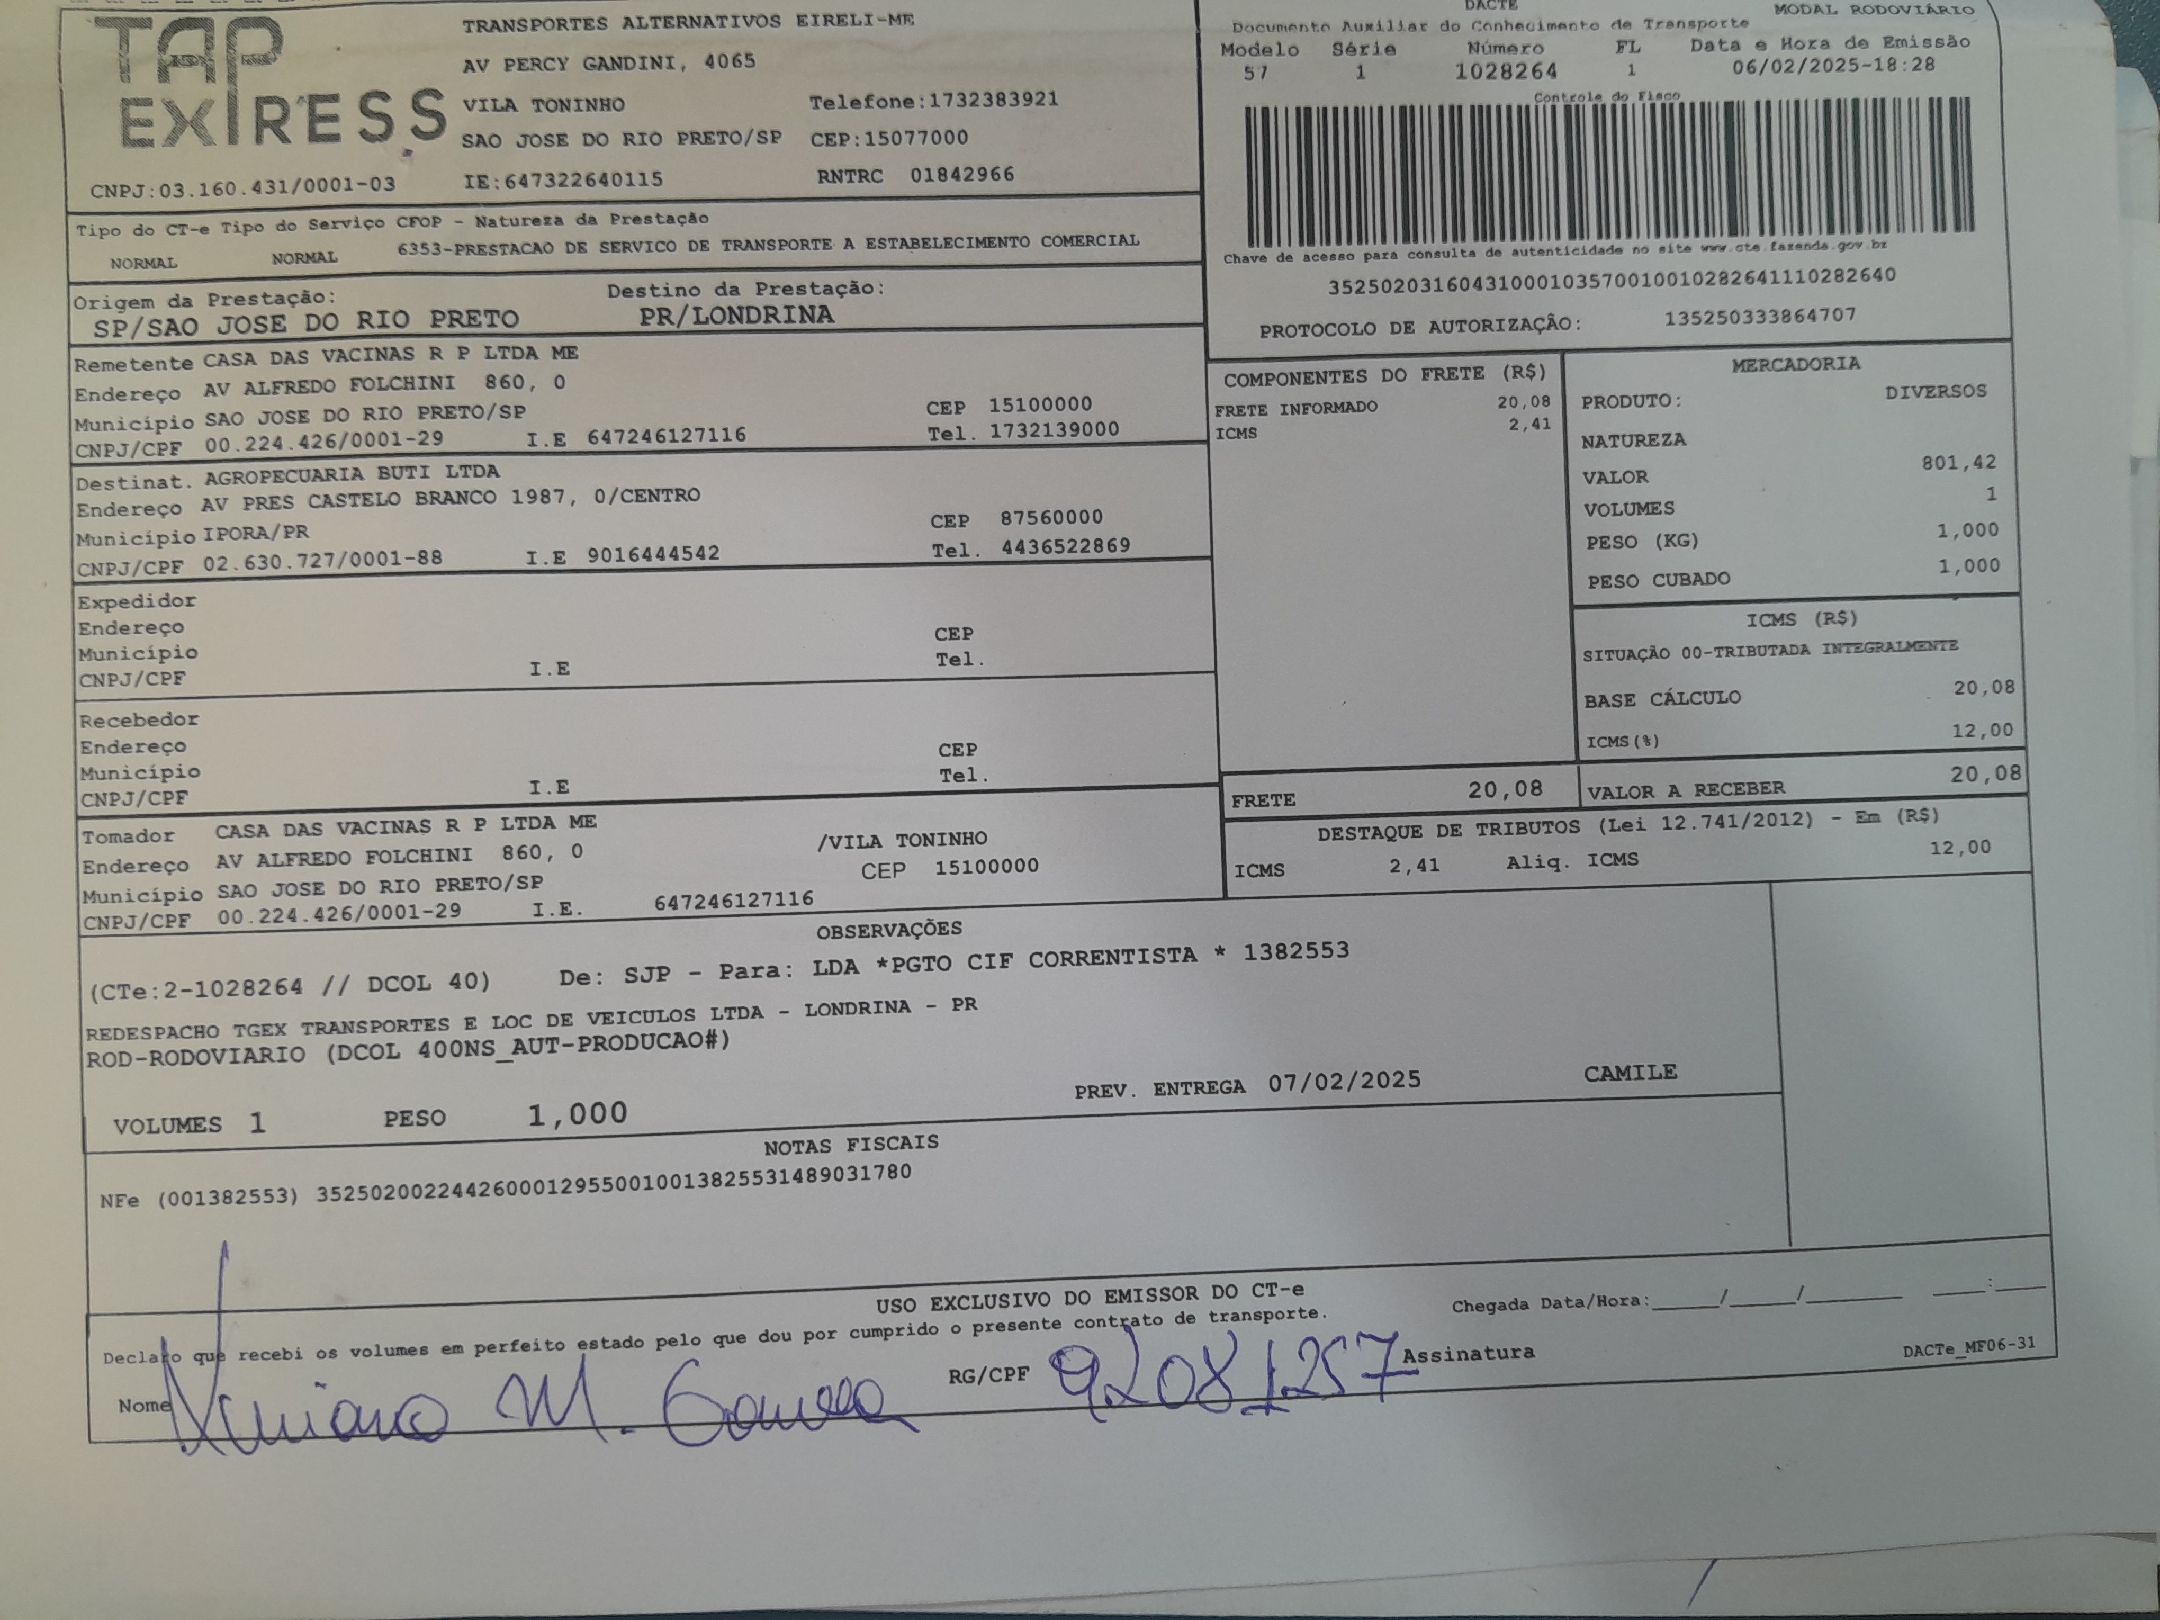 TAP
EXPRESS
TRANSPORTES ALTERNATIVOS EIRELI-ME
AV PERCY GANDINI, 4065
VILA TONINHO Telefone:1732383921
SAO JOSE DO RIO PRETO/SP CEP:15077000
CNPJ:03.160.431/0001-03 IE:647322640115 RNTRC 01842966
DACTE MODAL RODOVIÁRIO
Documento Auxiliar do Conhecimento de Transporte
Modelo Série Número FL Data e Hora de Emissão
57 1 1028264 1 06/02/2025-18:28
Controle do Fisco
Chave de acesso para consulta de autenticidade no site www.cte.fazenda.gov.br
35250203160431000103570010010282641110282640
PROTOCOLO DE AUTORIZAÇÂO: 135250333864707
Tipo do CT-e Tipo do Serviço CFOP - Natureza da Prestação
NORMAL NORMAL 6353-PRESTACAO DE SERVICO DE TRANSPORTE A ESTABELECIMENTO COMERCIAL
Origem da Prestação: Destino da Prestação:
SP/SAO JOSE DO RIO PRETO PR/LONDRINA
Remetente CASA DAS VACINAS R P LTDA ME
Endereço AV ALFREDO FOLCHINI 860, 0
Município SAO JOSE DO RIO PRETO/SP CEP 15100000
CNPJ/CPF 00.224.426/0001-29 I.E 647246127116 Tel. 1732139000
Destinat. AGROPECUARIA BUTI LTDA
Endereço AV PRES CASTELO BRANCO 1987, 0/CENTRO
Município IPORA/PR CEP 87560000
CNPJ/CPF 02.630.727/0001-88 I.E 9016444542 Tel. 4436522869
Expedidor
Endereço
Município CEP
CNPJ/CPF I.E Tel.
Recebedor
Endereço
Município CEP
CNPJ/CPF I.E Tel.
Tomador CASA DAS VACINAS R P LTDA ME
Endereço AV ALFREDO FOLCHINI 860, 0 /VILA TONINHO
Município SAO JOSE DO RIO PRETO/SP CEP 15100000
CNPJ/CPF 00.224.426/0001-29 I.E. 647246127116
COMPONENTES DO FRETE (R$)
FRETE INFORMADO 20,08
ICMS 2,41
MERCADORIA
PRODUTO: DIVERSOS
NATUREZA
VALOR 801,42
VOLUMES 1
PESO (KG) 1,000
PESO CUBADO 1,000
ICMS (R$)
SITUAÇÃO 00-TRIBUTADA INTEGRALMENTE
BASE CÁLCULO 20,08
ICMS(%) 12,00
FRETE 20,08 VALOR A RECEBER 20,08
DESTAQUE DE TRIBUTOS (Lei 12.741/2012) - Em (R$)
ICMS 2,41 Aliq. ICMS 12,00
OBSERVAÇÕES
(CTe:2-1028264 // DCOL 40) De: SJP - Para: LDA *PGTO CIF CORRENTISTA * 1382553
REDESPACHO TGEX TRANSPORTES E LOC DE VEICULOS LTDA - LONDRINA - PR
ROD-RODOVIARIO (DCOL 400NS_AUT-PRODUCAO#)
PREV. ENTREGA 07/02/2025 CAMILE
VOLUMES 1 PESO 1,000
NOTAS FISCAIS
NFe (001382553) 35250200224426000129550010013825531489031780
USO EXCLUSIVO DO EMISSOR DO CT-e
Declaro que recebi os volumes em perfeito estado pelo que dou por cumprido o presente contrato de transporte.
Chegada Data/Hora:_____/_____/_______ ____:____
Nome M. RG/CPF 92081257 Assinatura
DACTe_MF06-31